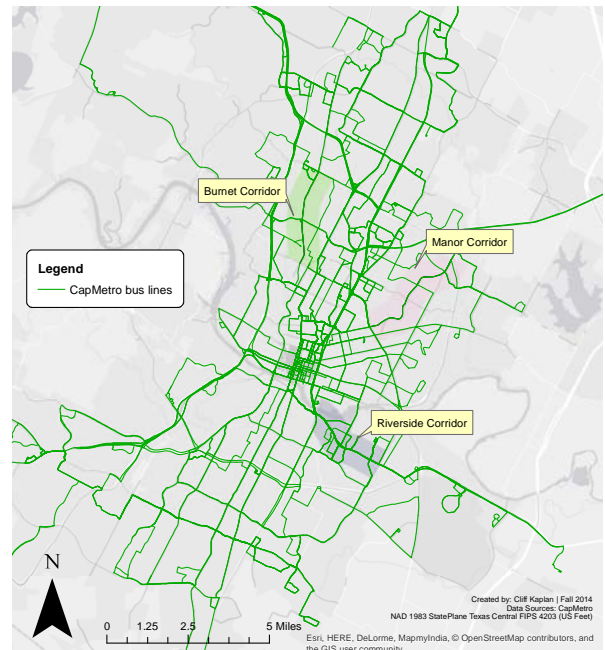 Burnet Corridor
Manor Corridor
Legend
CapMetro bus lines
Riverside Corridor
N
0 1.25 2.5 5 Miles
Created by: Cliff Kaplan | Fall 2014
Data Sources: CapMetro
NAD 1983 StatePlane Texas Central FIPS 4203 (US Feet)
Esri, HERE, DeLorme, MapmyIndia, © OpenStreetMap contributors, and
the GIS user community